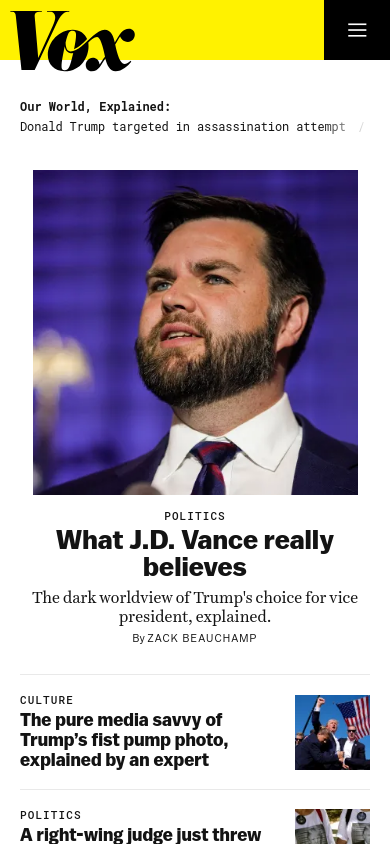 Vox
Our World, Explained:
Donald Trump targeted in assassination attempt /
POLITICS
What J.D. Vance really
believes
The dark worldview of Trump's choice for vice
president, explained.
By ZACK BEAUCHAMP
CULTURE
The pure media savvy of
Trump’s fist pump photo,
explained by an expert
POLITICS
A right-wing judge just threw